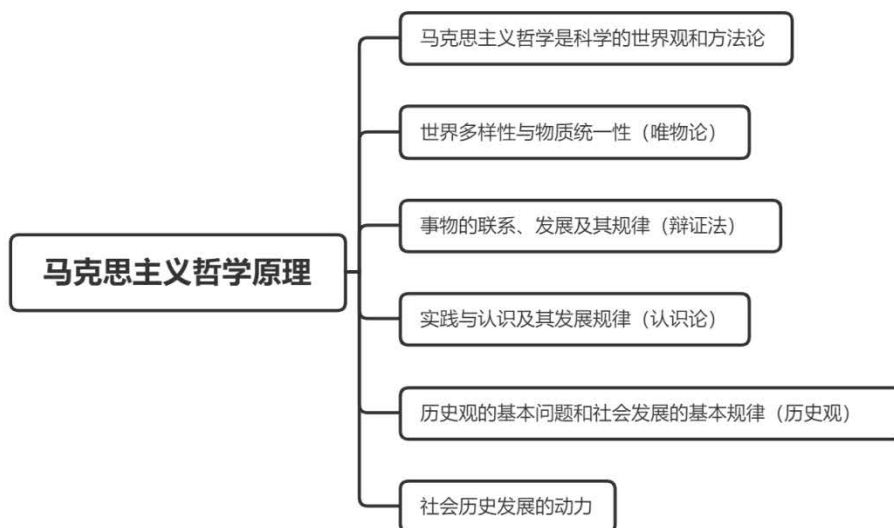 马克思主义哲学是科学的世界观和方法论
世界多样性与物质统一性（唯物论）
事物的联系、发展及其规律（辩证法）
马克思主义哲学原理
实践与认识及其发展规律（认识论）
历史观的基本问题和社会发展的基本规律（历史观）
社会历史发展的动力